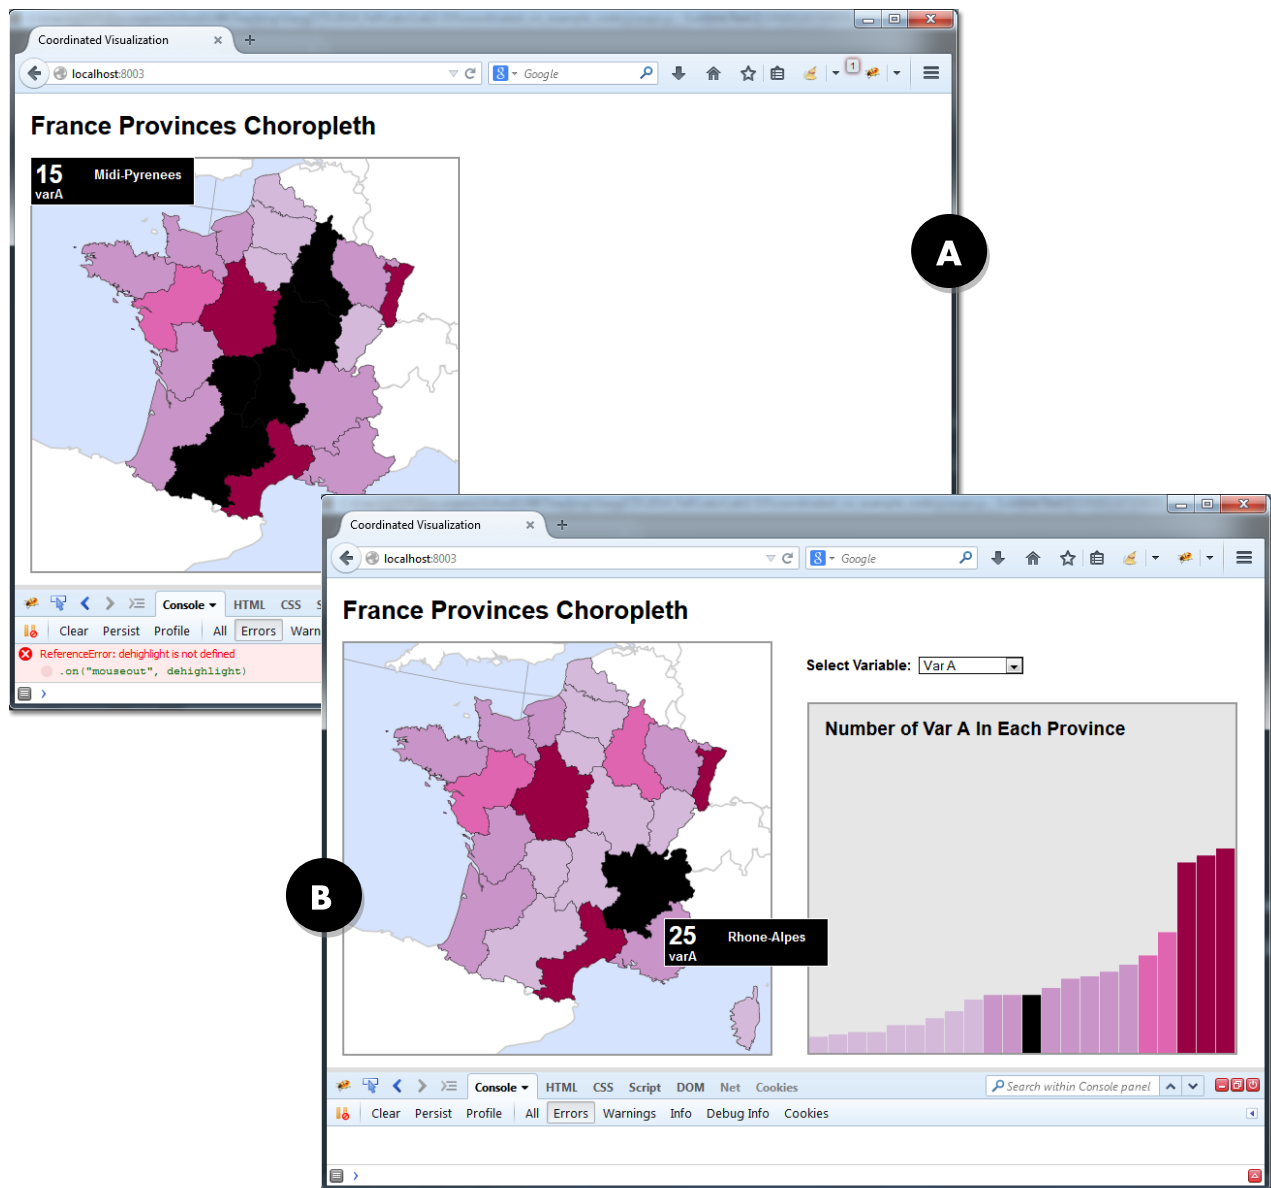 Coordinated Visualization
localhost:8003
Google
1
France Provinces Choropleth
15 Midi-Pyrenees
varA
A
Console HTML CSS S
Clear Persist Profile All Errors Warn
ReferenceError: dehighlight is not defined
.on("mouseout", dehighlight)
Coordinated Visualization
localhost:8003
Google
France Provinces Choropleth
Select Variable: Var A
Number of Var A In Each Province
B
25 Rhone-Alpes
varA
Console HTML CSS Script DOM Net Cookies
Search within Console panel
Clear Persist Profile All Errors Warnings Info Debug Info Cookies